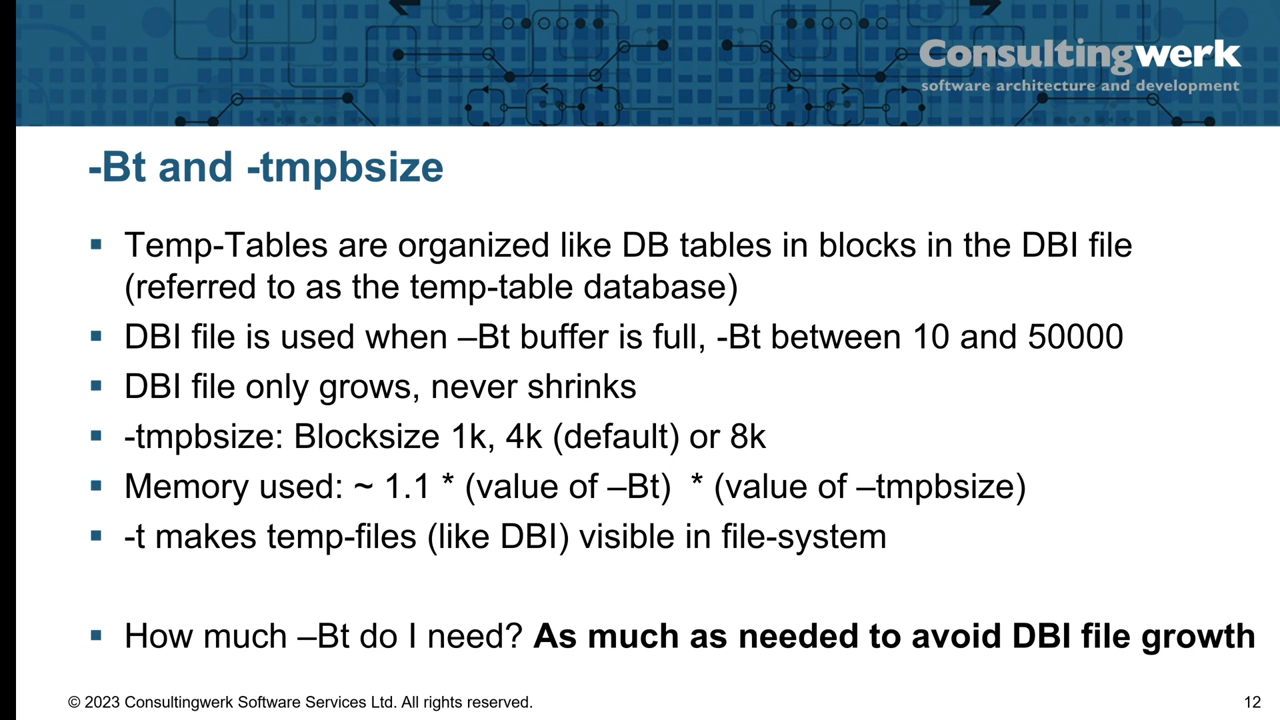 Consultingwerk
software architecture and development
-Bt and -tmpbsize
▪ Temp-Tables are organized like DB tables in blocks in the DBI file
(referred to as the temp-table database)
▪ DBI file is used when –Bt buffer is full, -Bt between 10 and 50000
▪ DBI file only grows, never shrinks
▪ -tmpbsize: Blocksize 1k, 4k (default) or 8k
▪ Memory used: ~ 1.1 * (value of –Bt)  * (value of –tmpbsize)
▪ -t makes temp-files (like DBI) visible in file-system
▪ How much –Bt do I need? As much as needed to avoid DBI file growth
© 2023 Consultingwerk Software Services Ltd. All rights reserved.
12